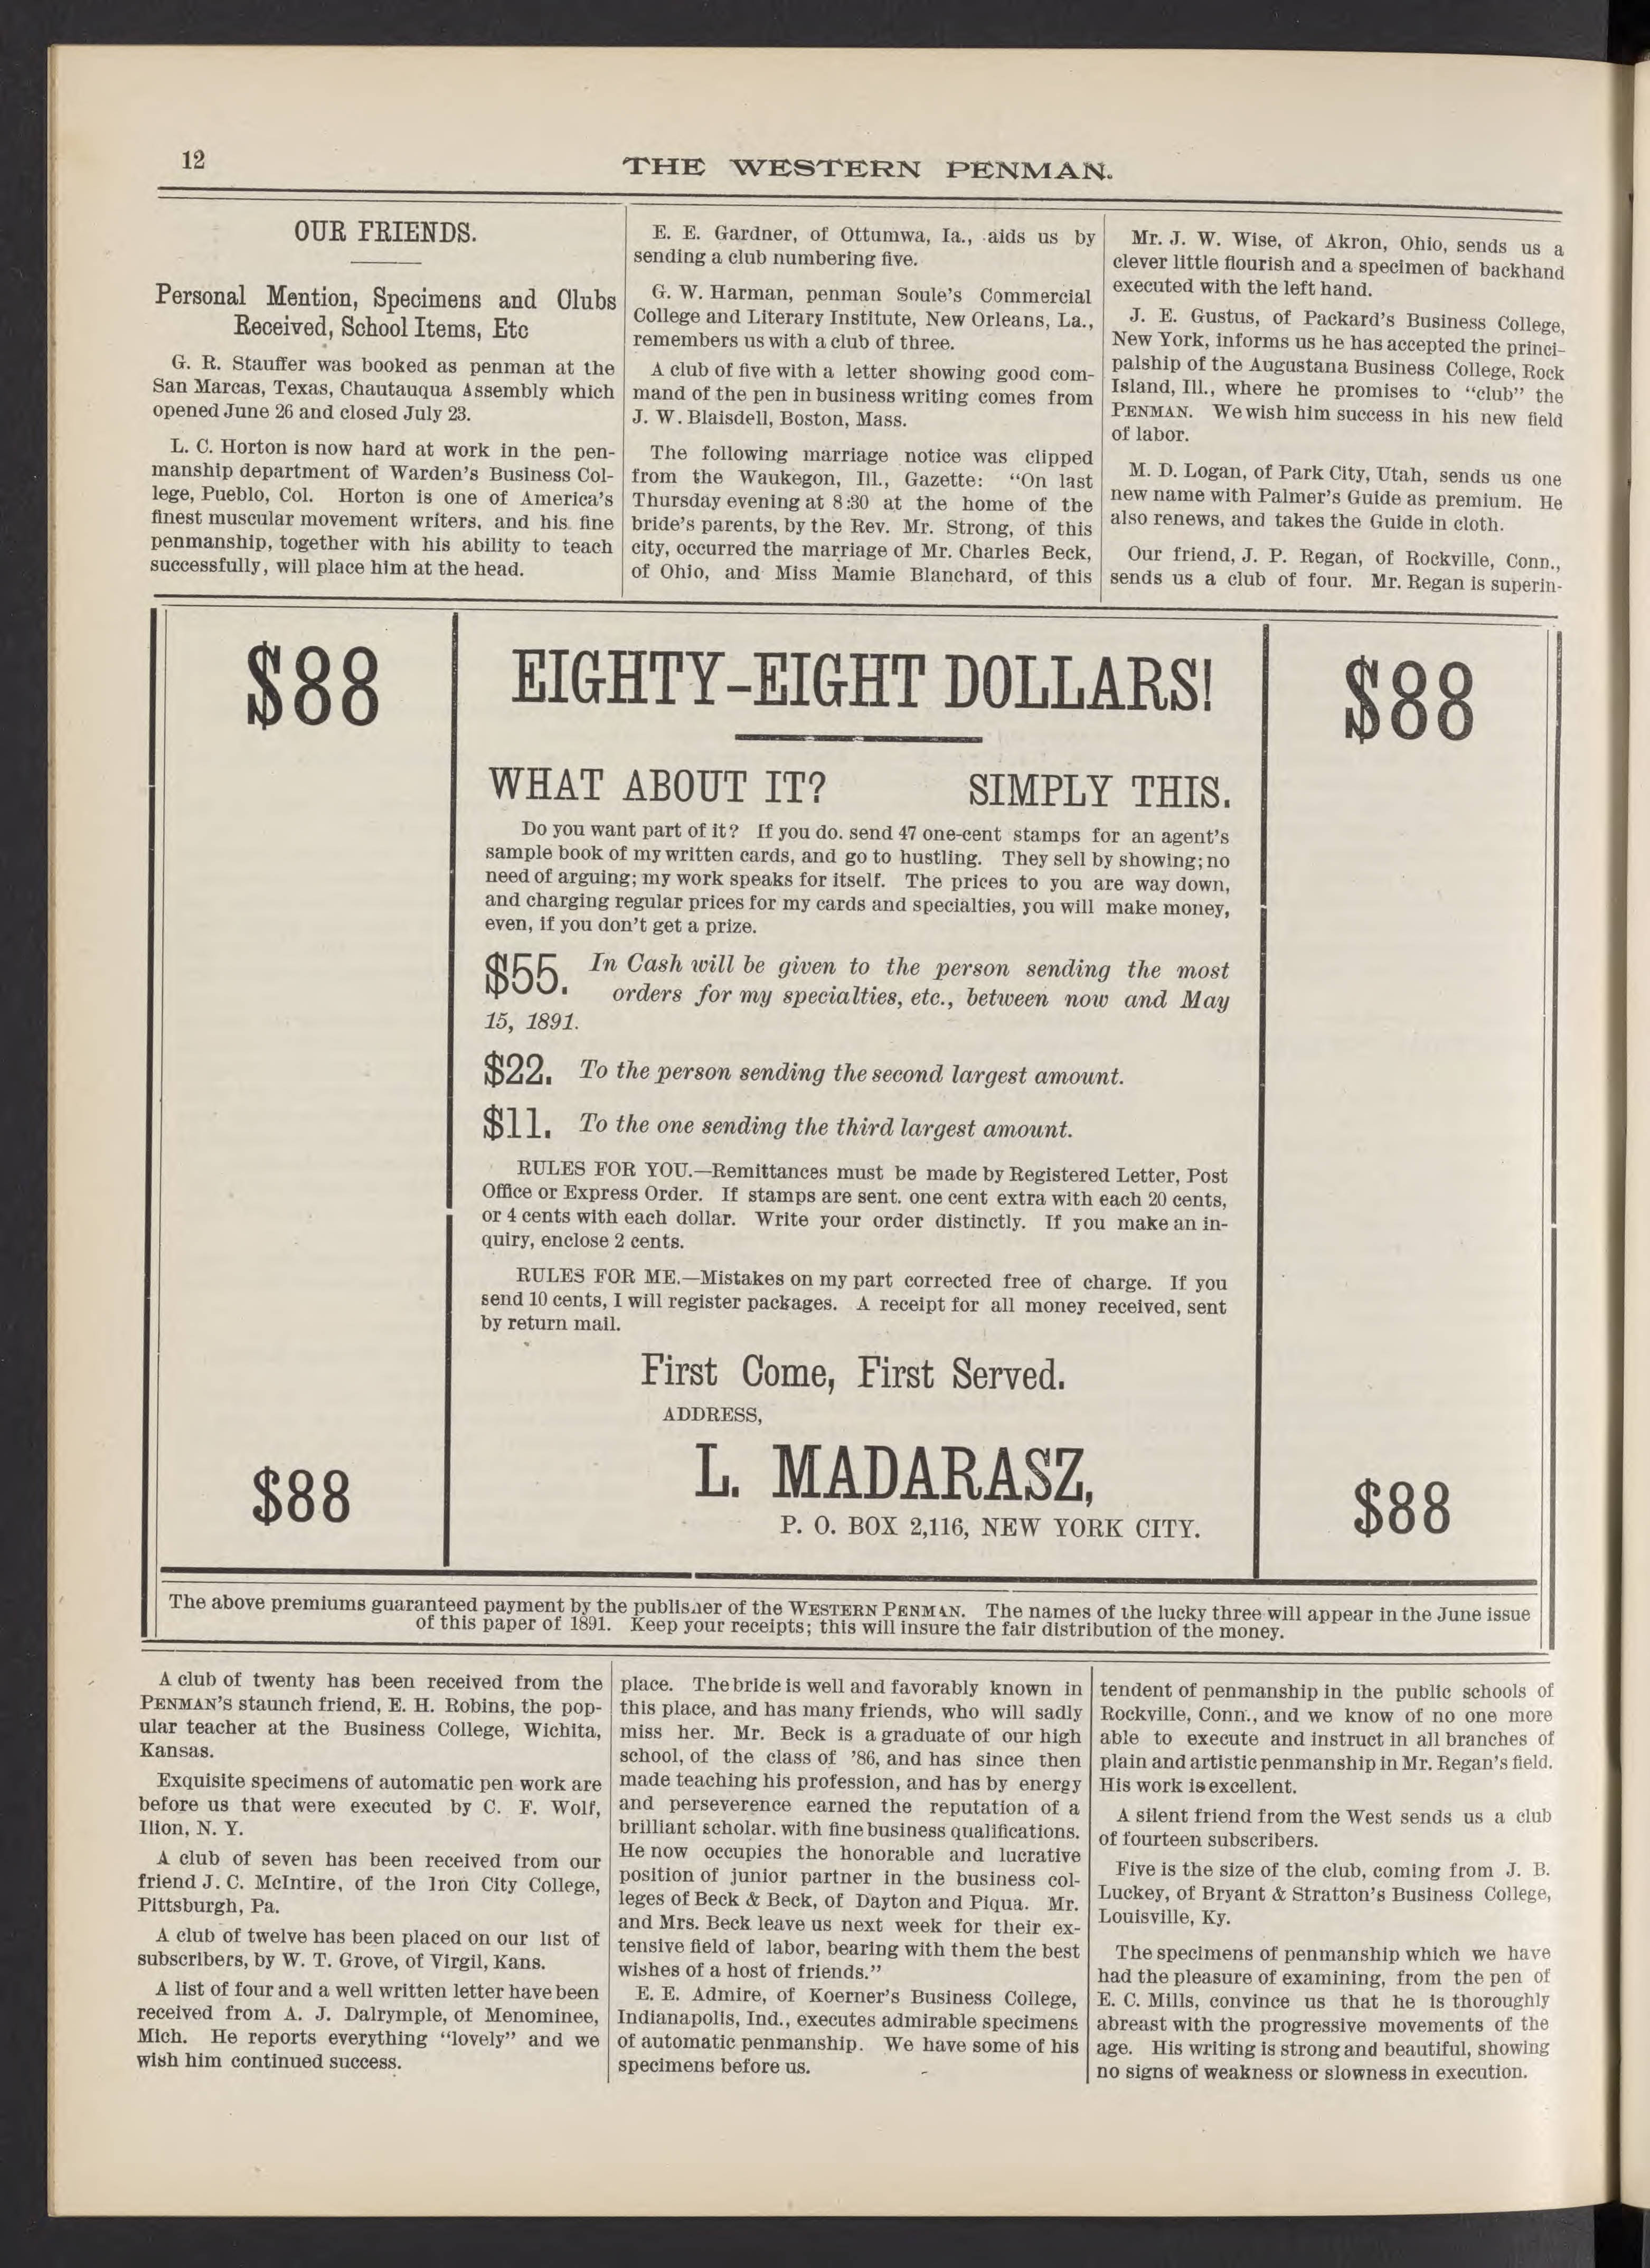 12
THE WESTERN PENMAN.
OUR FRIENDS.
Personal Mention, Specimens and Clubs
Received, School Items, Etc
G. R. Stauffer was booked as penman at the
San Marcas, Texas, Chautauqua Assembly which
opened June 26 and closed July 23.
L. C. Horton is now hard at work in the pen-
manship department of Warden's Business Col-
lege, Pueblo, Col. Horton is one of America's
finest muscular movement writers, and his fine
penmanship, together with his ability to teach
successfully, will place him at the head.
E. E. Gardner, of Ottumwa, Ia., aids us by
sending a club numbering five.
G. W. Harman, penman Soule's Commercial
College and Literary Institute, New Orleans, La.,
remembers us with a club of three.
A club of five with a letter showing good com-
mand of the pen in business writing comes from
J. W. Blaisdell, Boston, Mass.
The following marriage notice was clipped
from the Waukegon, Ill., Gazette: "On last
Thursday evening at 8:30 at the home of the
bride's parents, by the Rev. Mr. Strong, of this
city, occurred the marriage of Mr. Charles Beck,
of Ohio, and Miss Mamie Blanchard, of this
Mr. J. W. Wise, of Akron, Ohio, sends us a
clever little flourish and a specimen of backhand
executed with the left hand.
J. E. Gustus, of Packard's Business College,
New York, informs us he has accepted the princi-
palship of the Augustana Business College, Rock
Island, Ill., where he promises to "club" the
PENMAN. We wish him success in his new field
of labor.
M. D. Logan, of Park City, Utah, sends us one
new name with Palmer's Guide as premium. He
also renews, and takes the Guide in cloth.
Our friend, J. P. Regan, of Rockville, Conn.,
sends us a club of four. Mr. Regan is superin-
$88
EIGHTY-EIGHT DOLLARS!
$88
WHAT ABOUT IT? SIMPLY THIS.
Do you want part of it? If you do. send 47 one-cent stamps for an agent's
sample book of my written cards, and go to hustling. They sell by showing; no
need of arguing; my work speaks for itself. The prices to you are way down,
and charging regular prices for my cards and specialties, you will make money,
even, if you don't get a prize.
$55. In Cash will be given to the person sending the most
orders for my specialties, etc., between now and May
15, 1891.
$22. To the person sending the second largest amount.
$11. To the one sending the third largest amount.
RULES FOR YOU.—Remittances must be made by Registered Letter, Post
Office or Express Order. If stamps are sent. one cent extra with each 20 cents,
or 4 cents with each dollar. Write your order distinctly. If you make an in-
quiry, enclose 2 cents.
RULES FOR ME.—Mistakes on my part corrected free of charge. If you
send 10 cents, I will register packages. A receipt for all money received, sent
by return mail.
First Come, First Served.
ADDRESS,
L. MADARASZ,
P. O. BOX 2,116, NEW YORK CITY.
$88
$88
The above premiums guaranteed payment by the publisher of the WESTERN PENMAN. The names of the lucky three will appear in the June issue
of this paper of 1891. Keep your receipts; this will insure the fair distribution of the money.
A club of twenty has been received from the
PENMAN'S staunch friend, E. H. Robins, the pop-
ular teacher at the Business College, Wichita,
Kansas.
Exquisite specimens of automatic pen work are
before us that were executed by C. F. Wolf,
Ilion, N. Y.
A club of seven has been received from our
friend J. C. McIntire, of the Iron City College,
Pittsburgh, Pa.
A club of twelve has been placed on our list of
subscribers, by W. T. Grove, of Virgil, Kans.
A list of four and a well written letter have been
received from A. J. Dalrymple, of Menominee,
Mich. He reports everything "lovely" and we
wish him continued success.
place. The bride is well and favorably known in
this place, and has many friends, who will sadly
miss her. Mr. Beck is a graduate of our high
school, of the class of '86, and has since then
made teaching his profession, and has by energy
and perseverence earned the reputation of a
brilliant scholar. with fine business qualifications.
He now occupies the honorable and lucrative
position of junior partner in the business col-
leges of Beck & Beck, of Dayton and Piqua. Mr.
and Mrs. Beck leave us next week for their ex-
tensive field of labor, bearing with them the best
wishes of a host of friends."
E. E. Admire, of Koerner's Business College,
Indianapolis, Ind., executes admirable specimens
of automatic penmanship. We have some of his
specimens before us.
tendent of penmanship in the public schools of
Rockville, Conn., and we know of no one more
able to execute and instruct in all branches of
plain and artistic penmanship in Mr. Regan's field.
His work is excellent.
A silent friend from the West sends us a club
of fourteen subscribers.
Five is the size of the club, coming from J. B.
Luckey, of Bryant & Stratton's Business College,
Louisville, Ky.
The specimens of penmanship which we have
had the pleasure of examining, from the pen of
E. C. Mills, convince us that he is thoroughly
abreast with the progressive movements of the
age. His writing is strong and beautiful, showing
no signs of weakness or slowness in execution.